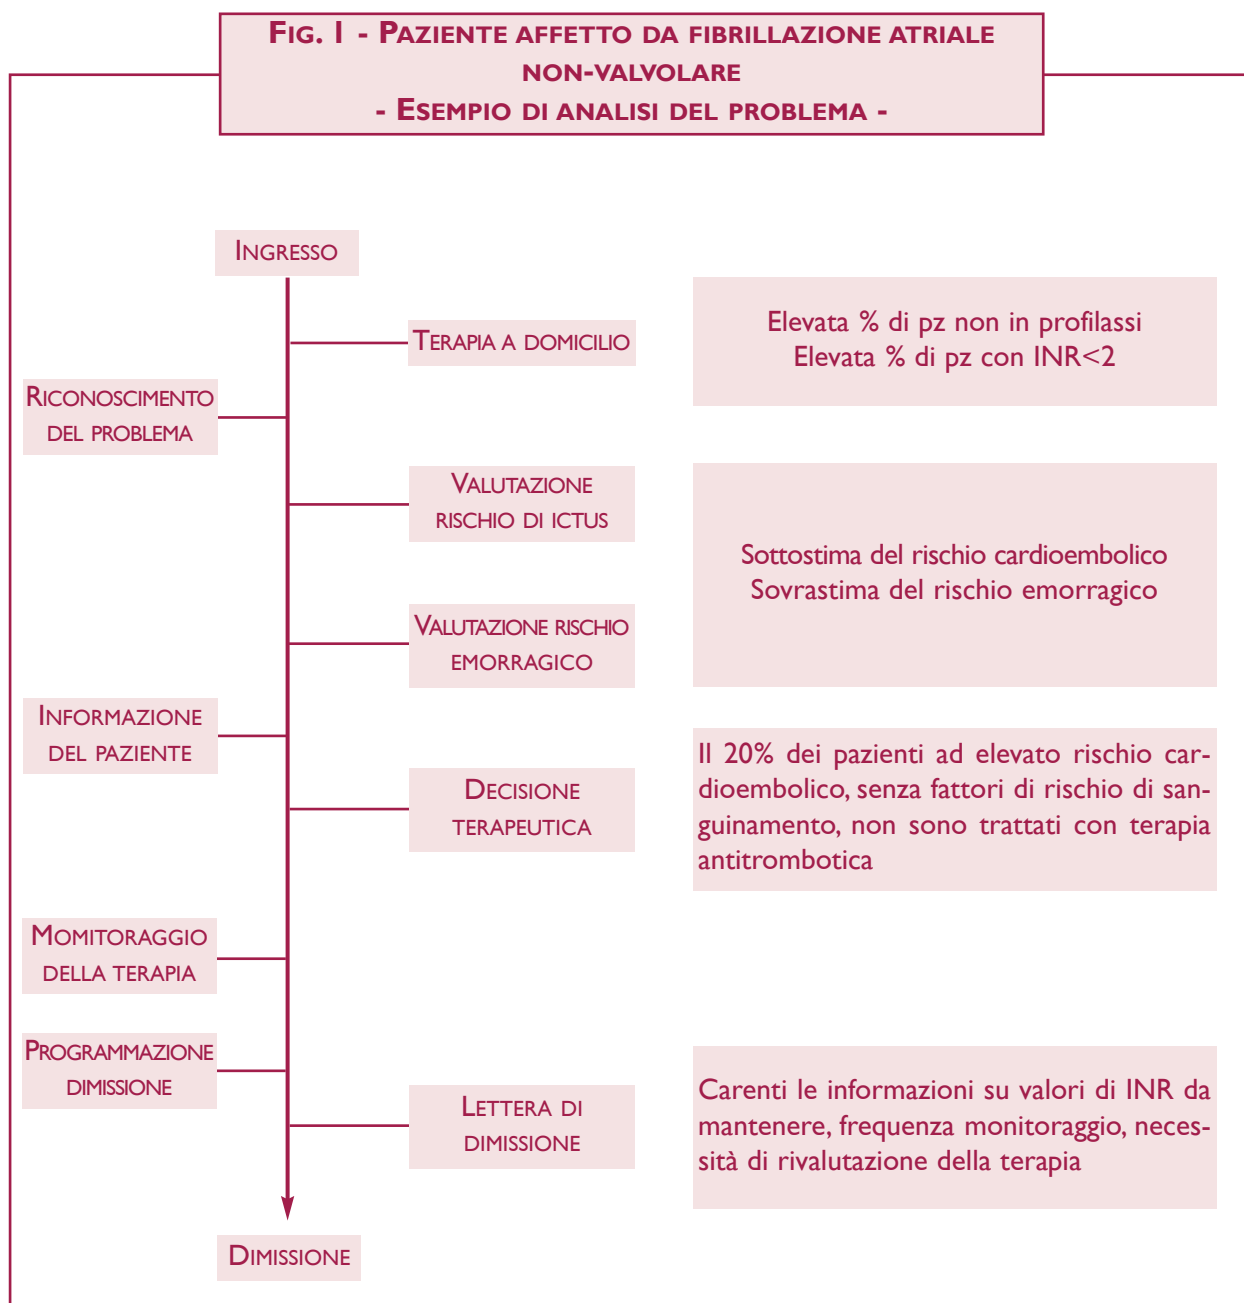 FIG. 1 - PAZIENTE AFFETTO DA FIBRILLAZIONE ATRIALE
NON-VALVOLARE
- ESEMPIO DI ANALISI DEL PROBLEMA -
INGRESSO
TERAPIA A DOMICILIO
Elevata % di pz non in profilassi
Elevata % di pz con INR<2
RICONOSCIMENTO
DEL PROBLEMA
VALUTAZIONE
RISCHIO DI ICTUS
Sottostima del rischio cardioembolico
Sovrastima del rischio emorragico
VALUTAZIONE RISCHIO
EMORRAGICO
INFORMAZIONE
DEL PAZIENTE
DECISIONE
TERAPEUTICA
Il 20% dei pazienti ad elevato rischio car-
dioembolico, senza fattori di rischio di san-
guinamento, non sono trattati con terapia
antitrombotica
MOMITORAGGIO
DELLA TERAPIA
PROGRAMMAZIONE
DIMISSIONE
LETTERA DI
DIMISSIONE
Carenti le informazioni su valori di INR da
mantenere, frequenza monitoraggio, neces-
sità di rivalutazione della terapia
DIMISSIONE